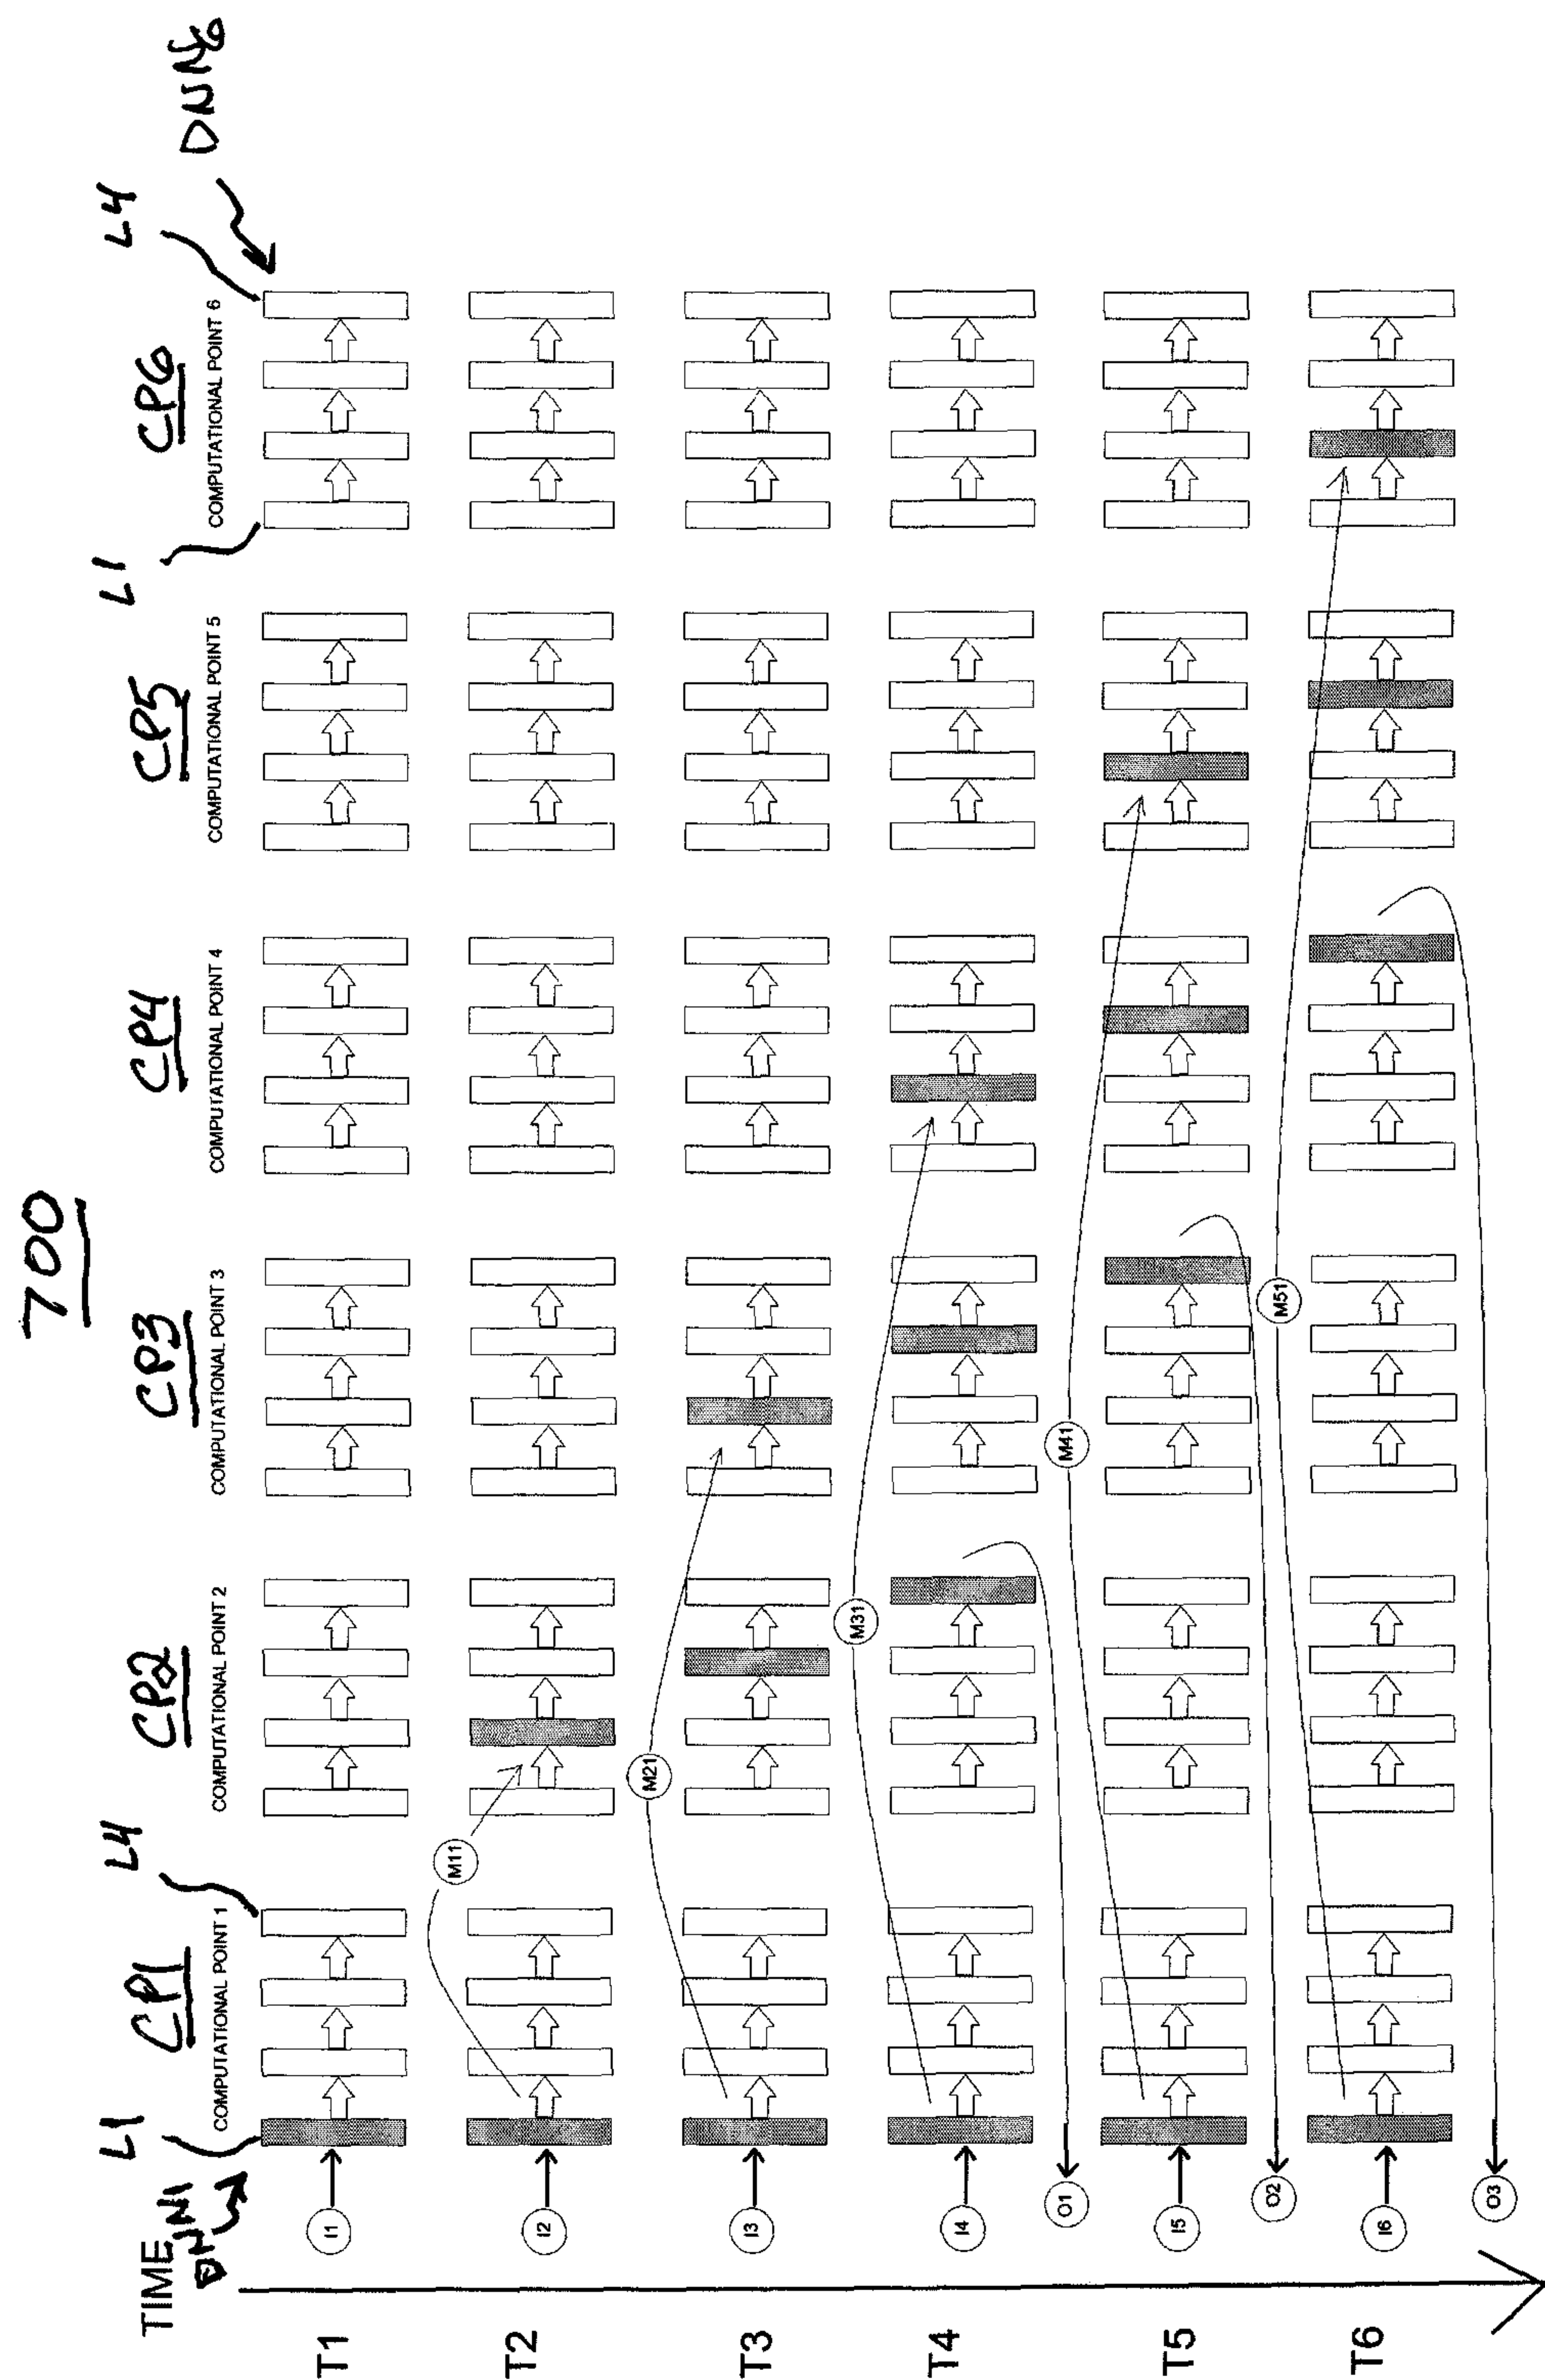 700
TIME
DNN1
L1
CP1
L4
CP2
CP3
CP4
CP5
L1
CP6
L4
DNN6
COMPUTATIONAL POINT 1
COMPUTATIONAL POINT 2
COMPUTATIONAL POINT 3
COMPUTATIONAL POINT 4
COMPUTATIONAL POINT 5
COMPUTATIONAL POINT 6
T1
I1
M11
T2
I2
M21
T3
I3
M31
T4
I4
O1
M41
T5
I5
O2
M51
T6
I6
O3